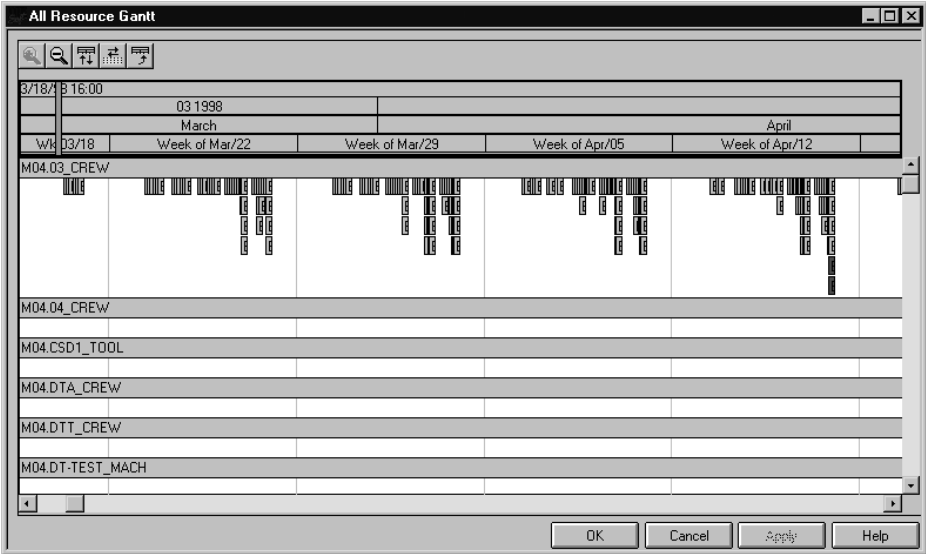 All Resource Gantt
3/18/98 16:00
03 1998
March April
Wk 03/18 Week of Mar/22 Week of Mar/29 Week of Apr/05 Week of Apr/12
M04.03_CREW
M04.04_CREW
M04.CSD1_TOOL
M04.DTA_CREW
M04.DTT_CREW
M04.DT-TEST_MACH
OK Cancel Apply Help